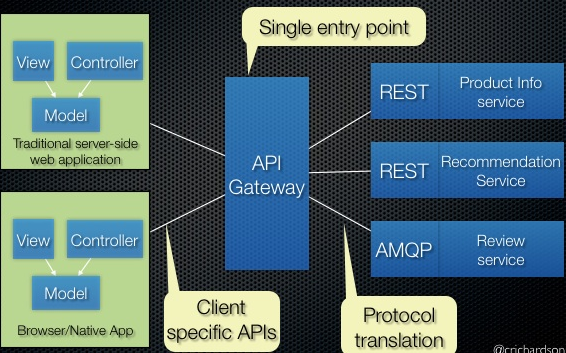 Single entry point
View
Controller
Model
Traditional server-side
web application
API
Gateway
REST
Product Info
service
REST
Recommendation
Service
AMQP
Review
service
View
Controller
Model
Browser/Native App
Client
specific APIs
Protocol
translation
@crichardson